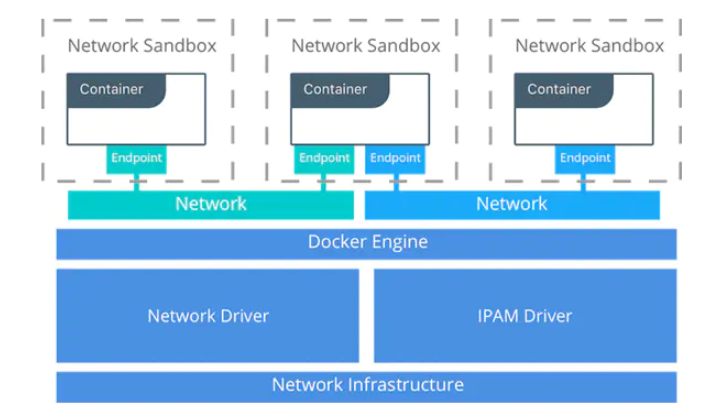 Network Sandbox
Network Sandbox
Network Sandbox
Container
Container
Container
Endpoint
Endpoint
Endpoint
Endpoint
Network
Network
Docker Engine
Network Driver
IPAM Driver
Network Infrastructure